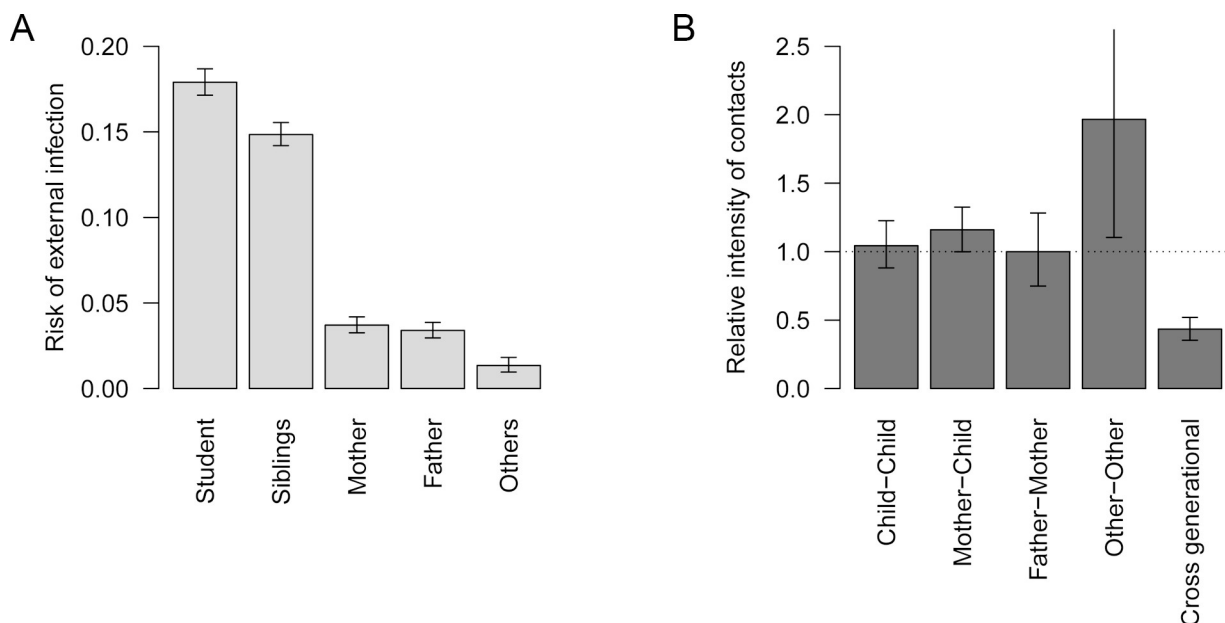 A
Risk of external infection
0.20
0.15
0.10
0.05
0.00
Student
Siblings
Mother
Father
Others
B
Relative intensity of contacts
2.5
2.0
1.5
1.0
0.5
0.0
Child−Child
Mother−Child
Father−Mother
Other−Other
Cross generational